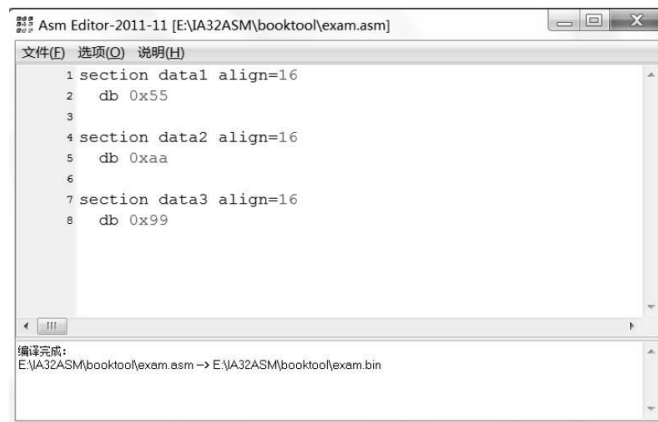 Asm Editor-2011-11 [E:\IA32ASM\booktool\exam.asm]
文件(F) 选项(O) 说明(H)
1 section data1 align=16
2 db 0x55
3
4 section data2 align=16
5 db 0xaa
6
7 section data3 align=16
8 db 0x99
编译完成:
E:\IA32ASM\booktool\exam.asm --> E:\IA32ASM\booktool\exam.bin